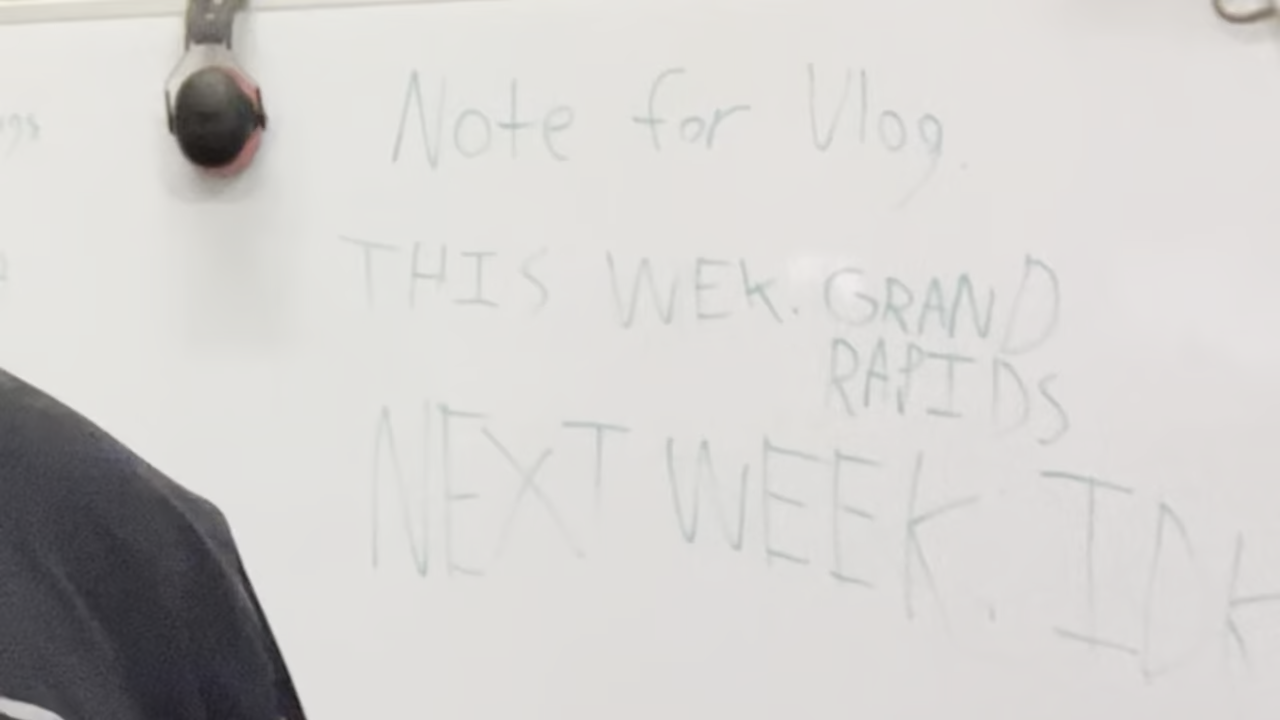 Note for Vlog.
THIS WEK. GRAND
RAPIDS
NEXT WEEK. IDK